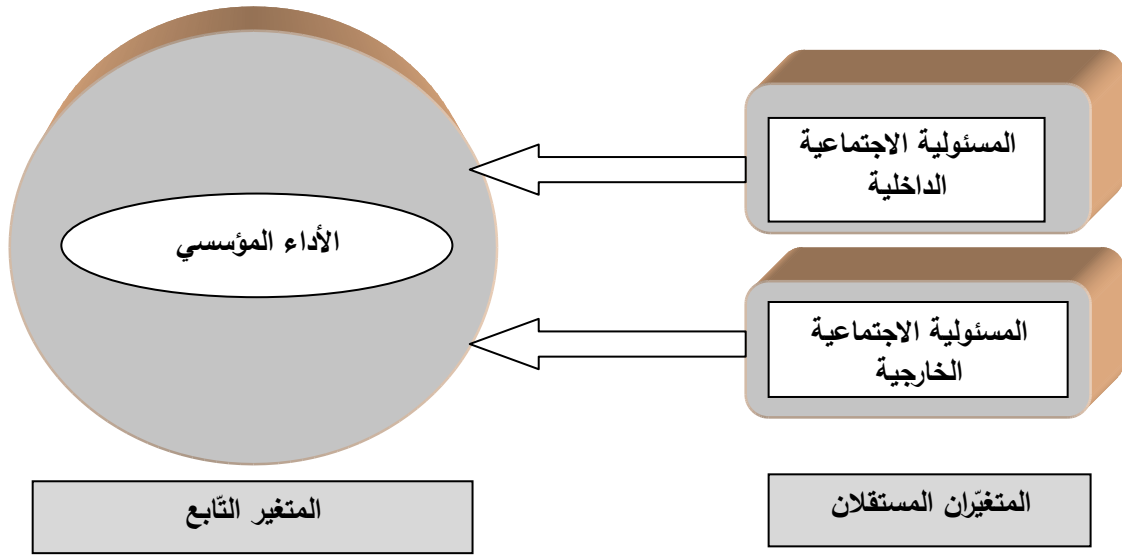 المسئولية الاجتماعية
الداخلية
الأداء المؤسسي
المسئولية الاجتماعية
الخارجية
المتغيّران المستقلان
المتغير التّابع